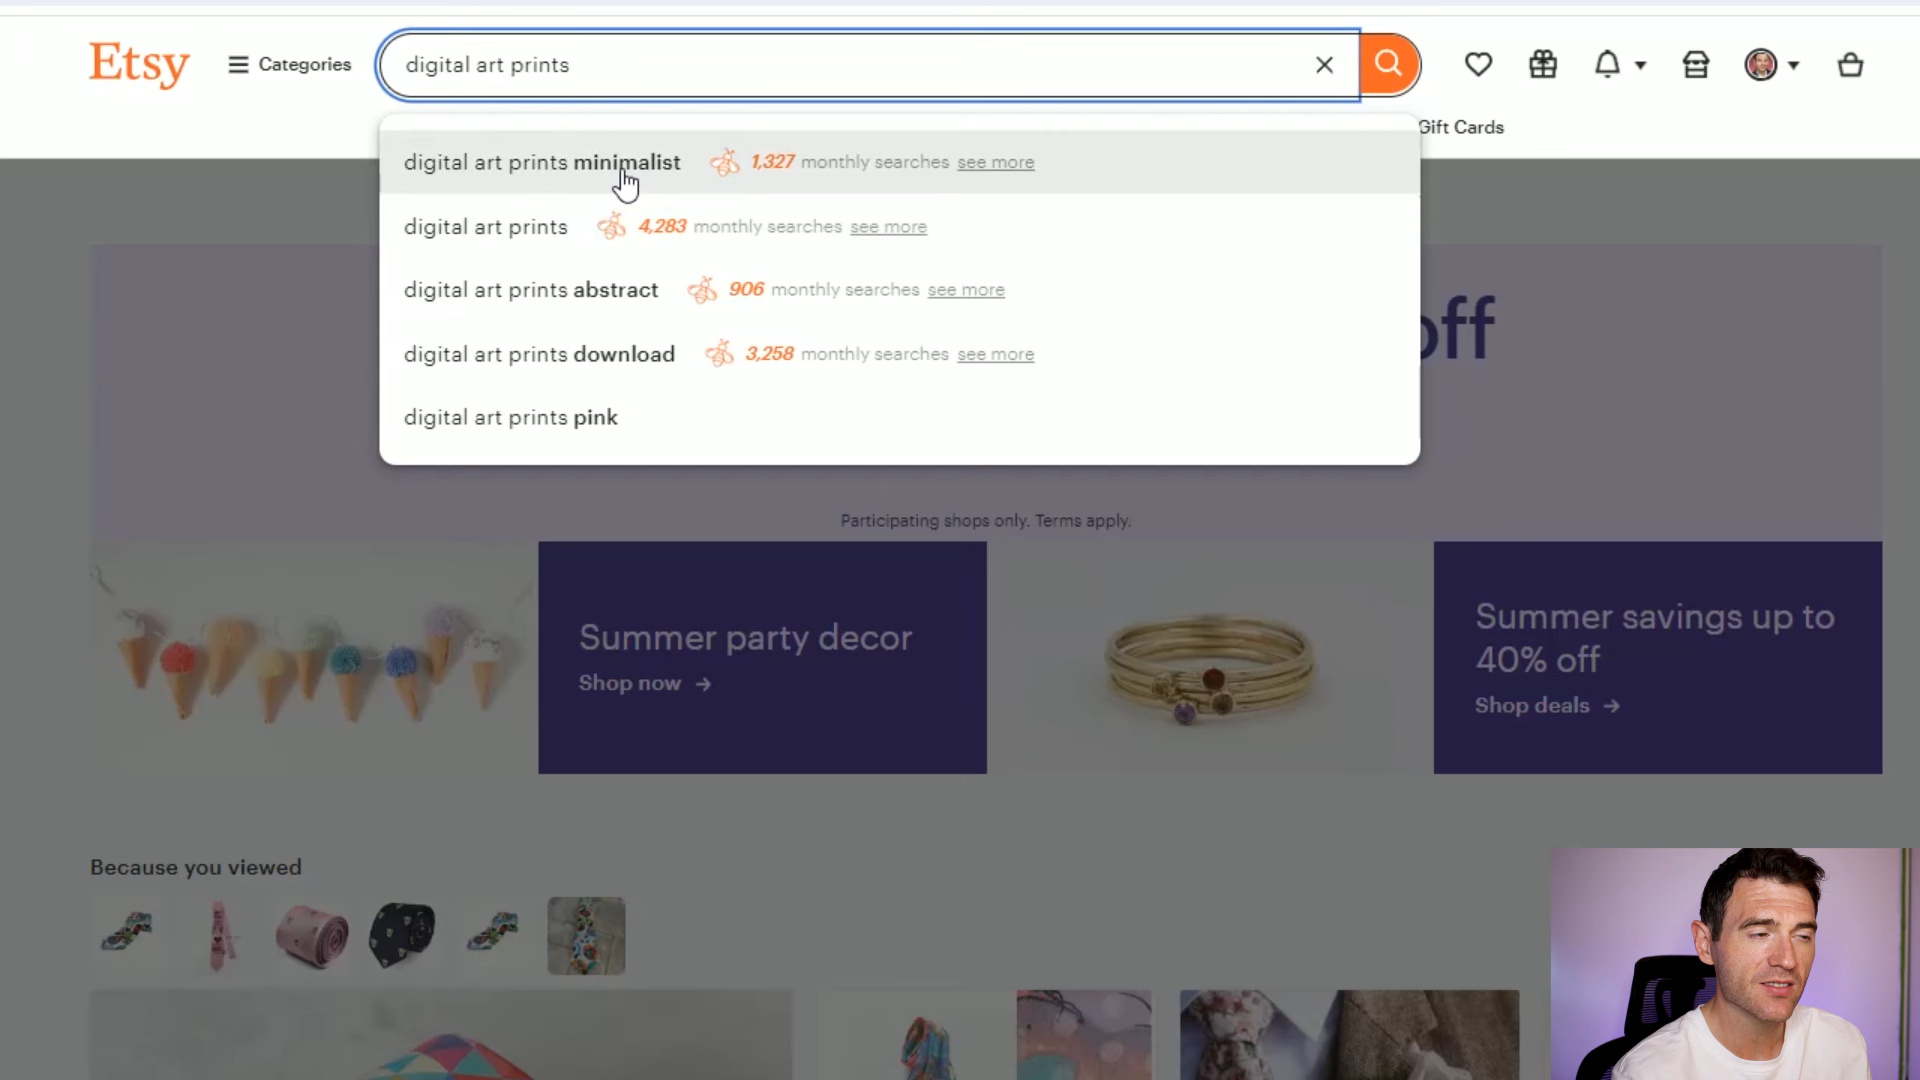 Etsy
Categories
digital art prints
Gift Cards
digital art prints minimalist 1,327 monthly searches see more
digital art prints 4,283 monthly searches see more
digital art prints abstract 906 monthly searches see more
digital art prints download 3,258 monthly searches see more
digital art prints pink
off
Participating shops only. Terms apply.
Summer party decor
Shop now →
Summer savings up to
40% off
Shop deals →
Because you viewed